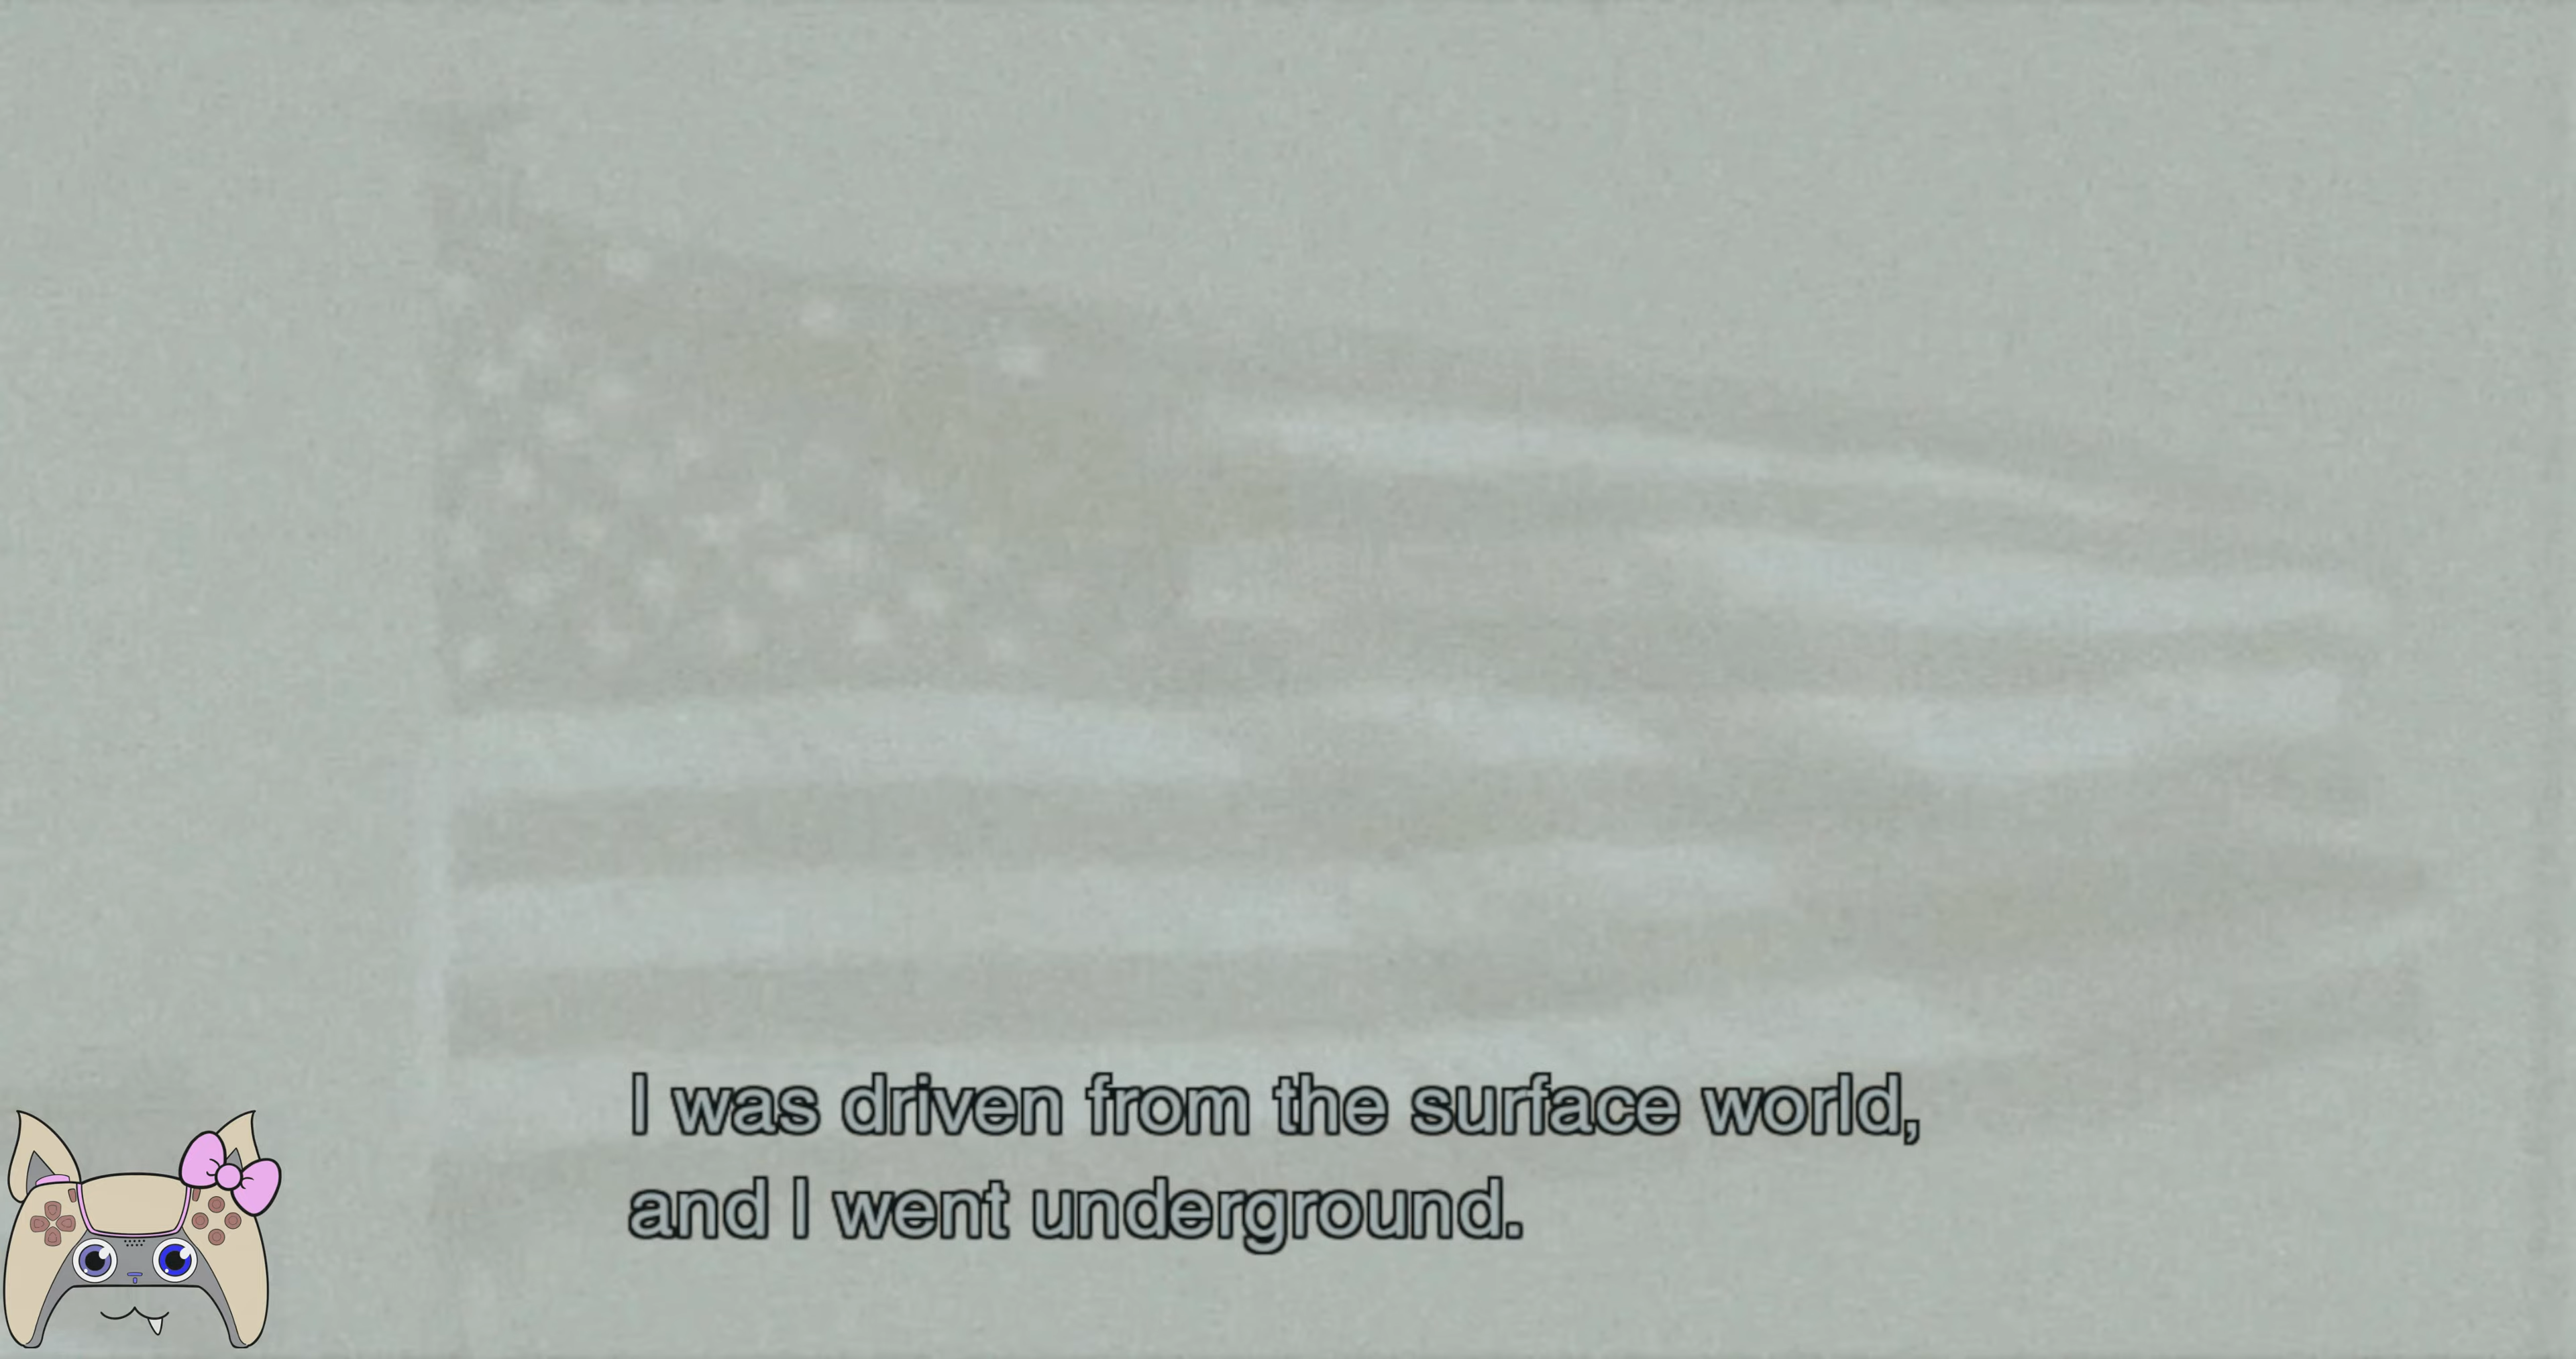 I was driven from the surface world,
and I went underground.